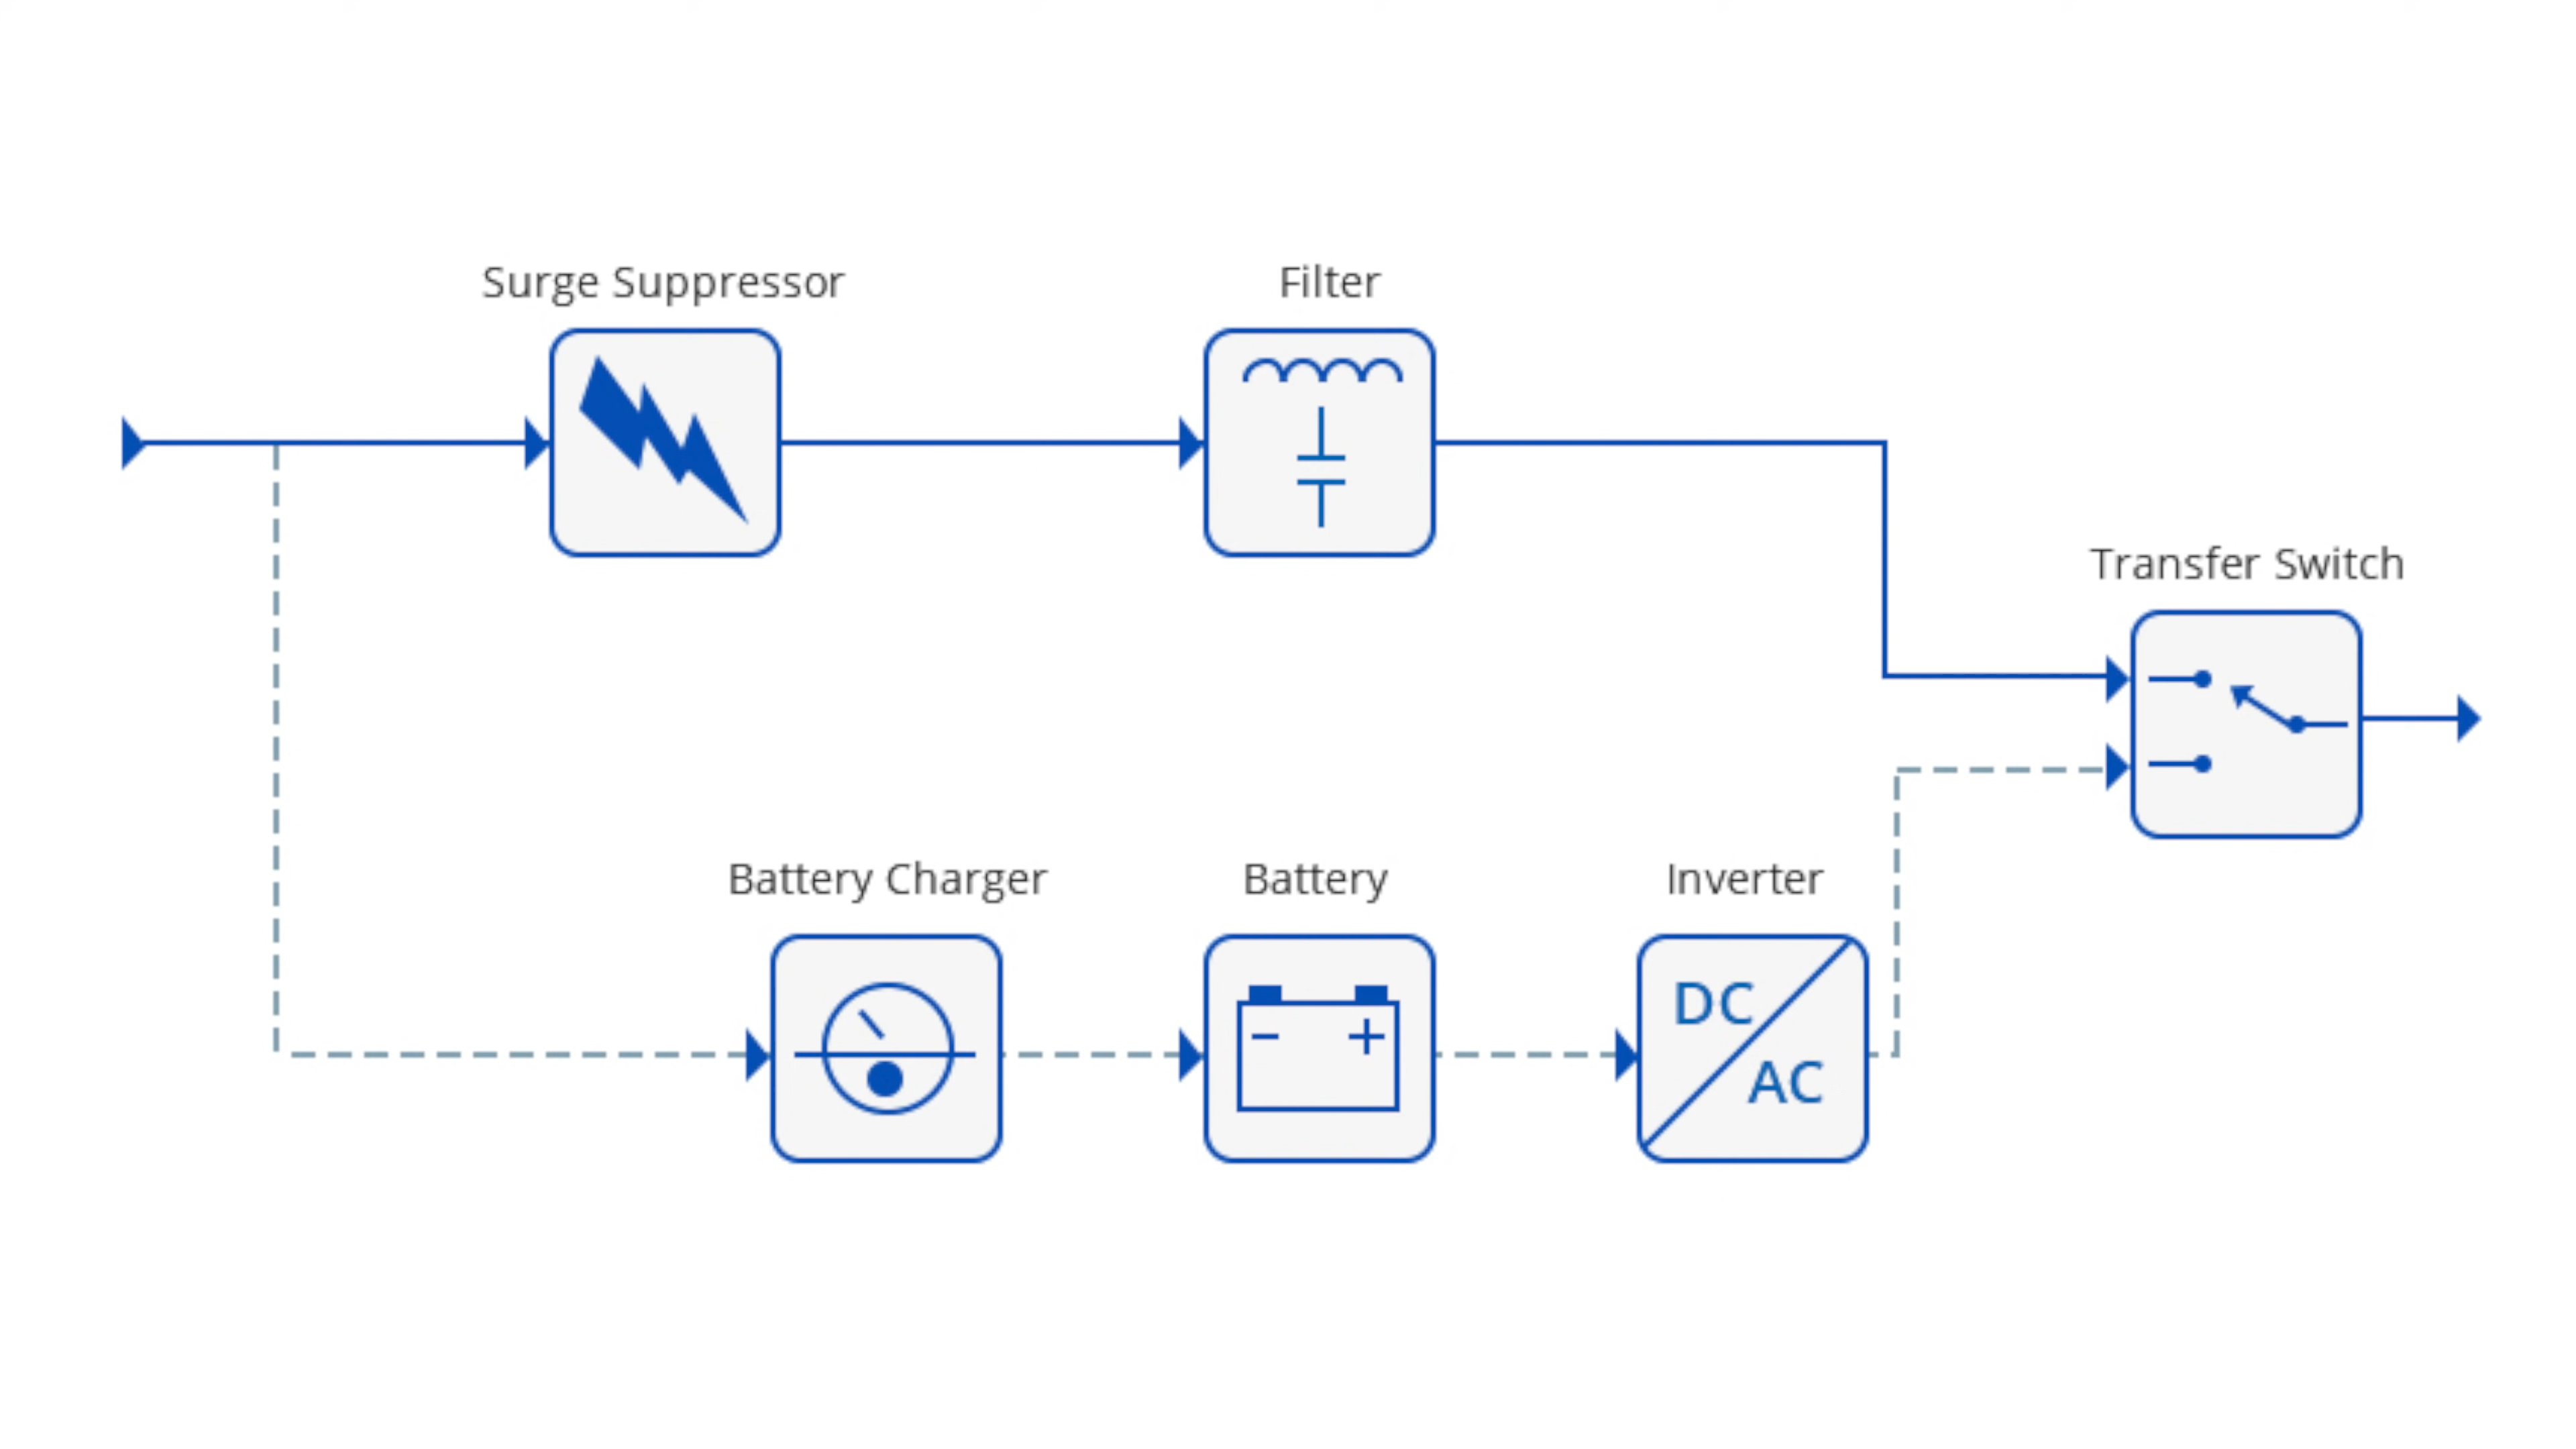 Surge Suppressor
Filter
Transfer Switch
Battery Charger
Battery
Inverter
DC
AC